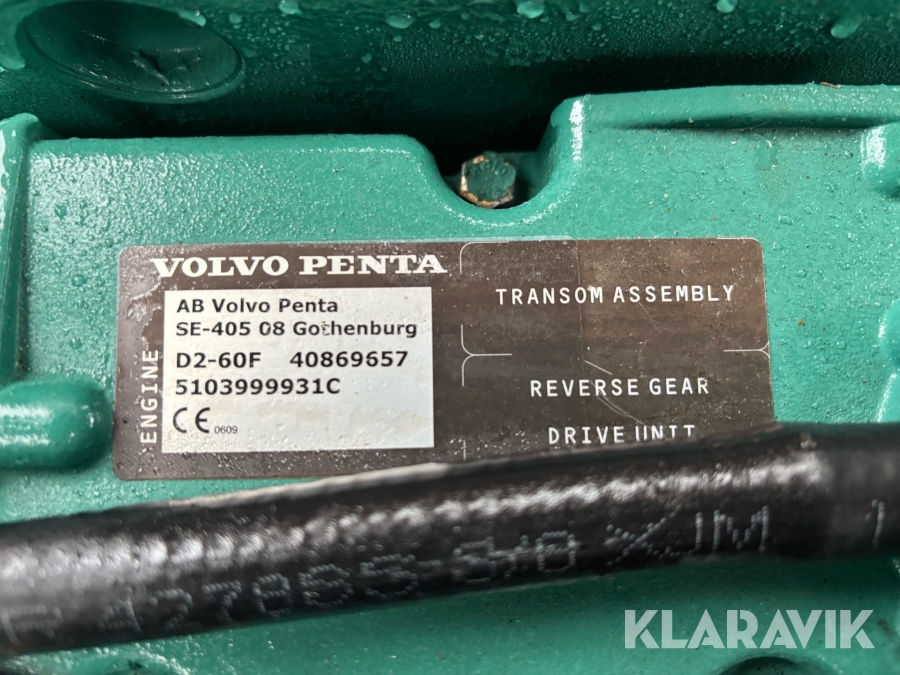 VOLVO PENTA
AB Volvo Penta
SE-405 08 Gothenburg
D2-60F 40869657
5103999931C
CE 0609
ENGINE
TRANSOM ASSEMBLY
REVERSE GEAR
DRIVE UNIT
XJM
KLARAVIK